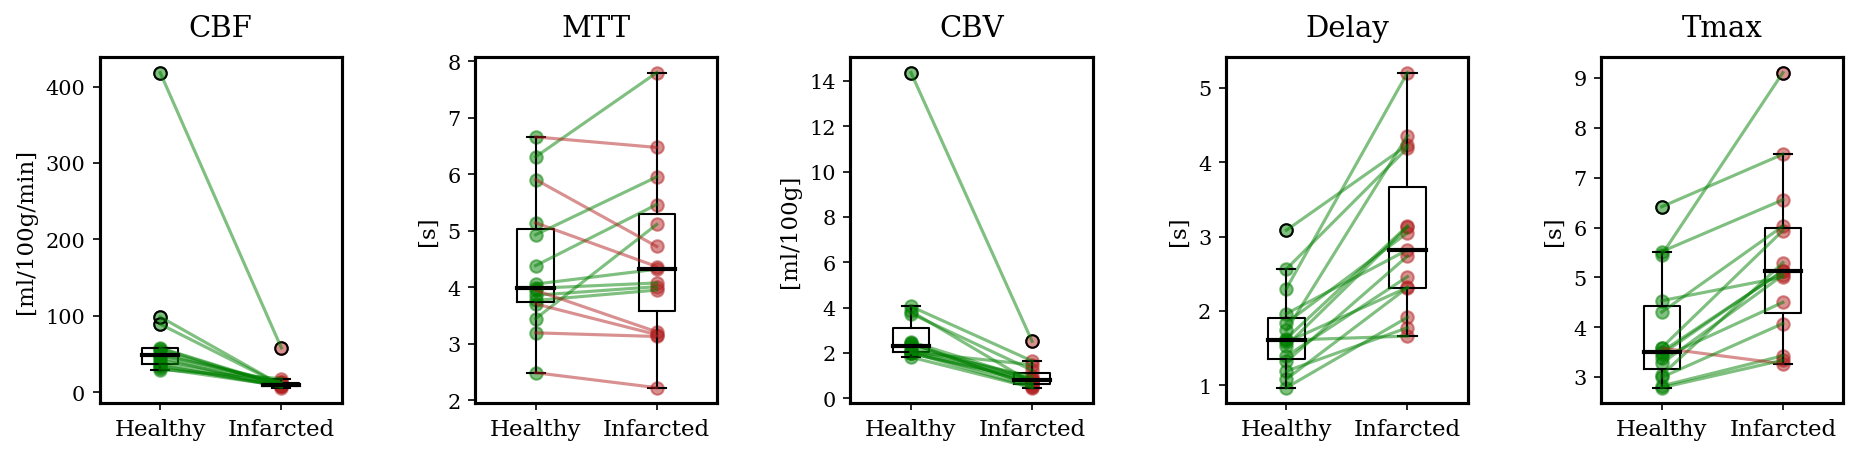 CBF
MTT
CBV
Delay
Tmax
[ml/100g/min]
400
300
200
100
0
Healthy
Infarcted
[s]
8
7
6
5
4
3
2
Healthy
Infarcted
[ml/100g]
14
12
10
8
6
4
2
0
Healthy
Infarcted
[s]
5
4
3
2
1
Healthy
Infarcted
[s]
9
8
7
6
5
4
3
Healthy
Infarcted